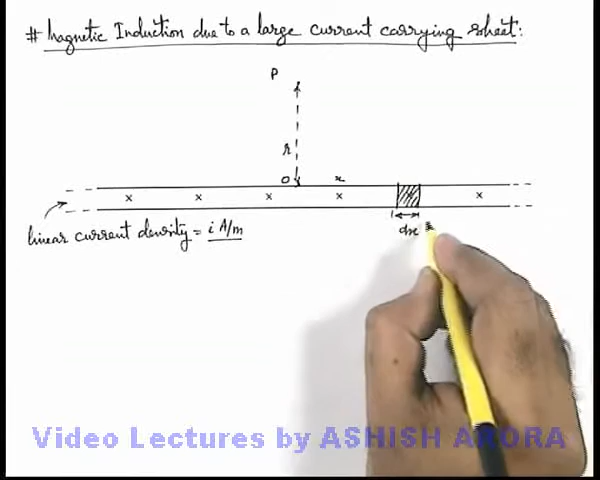 # Magnetic Induction due to a large current carrying sheet:
P
r
O x
x x x x x
linear current density = i A/m
dx
Video Lectures by ASHISH ARORA